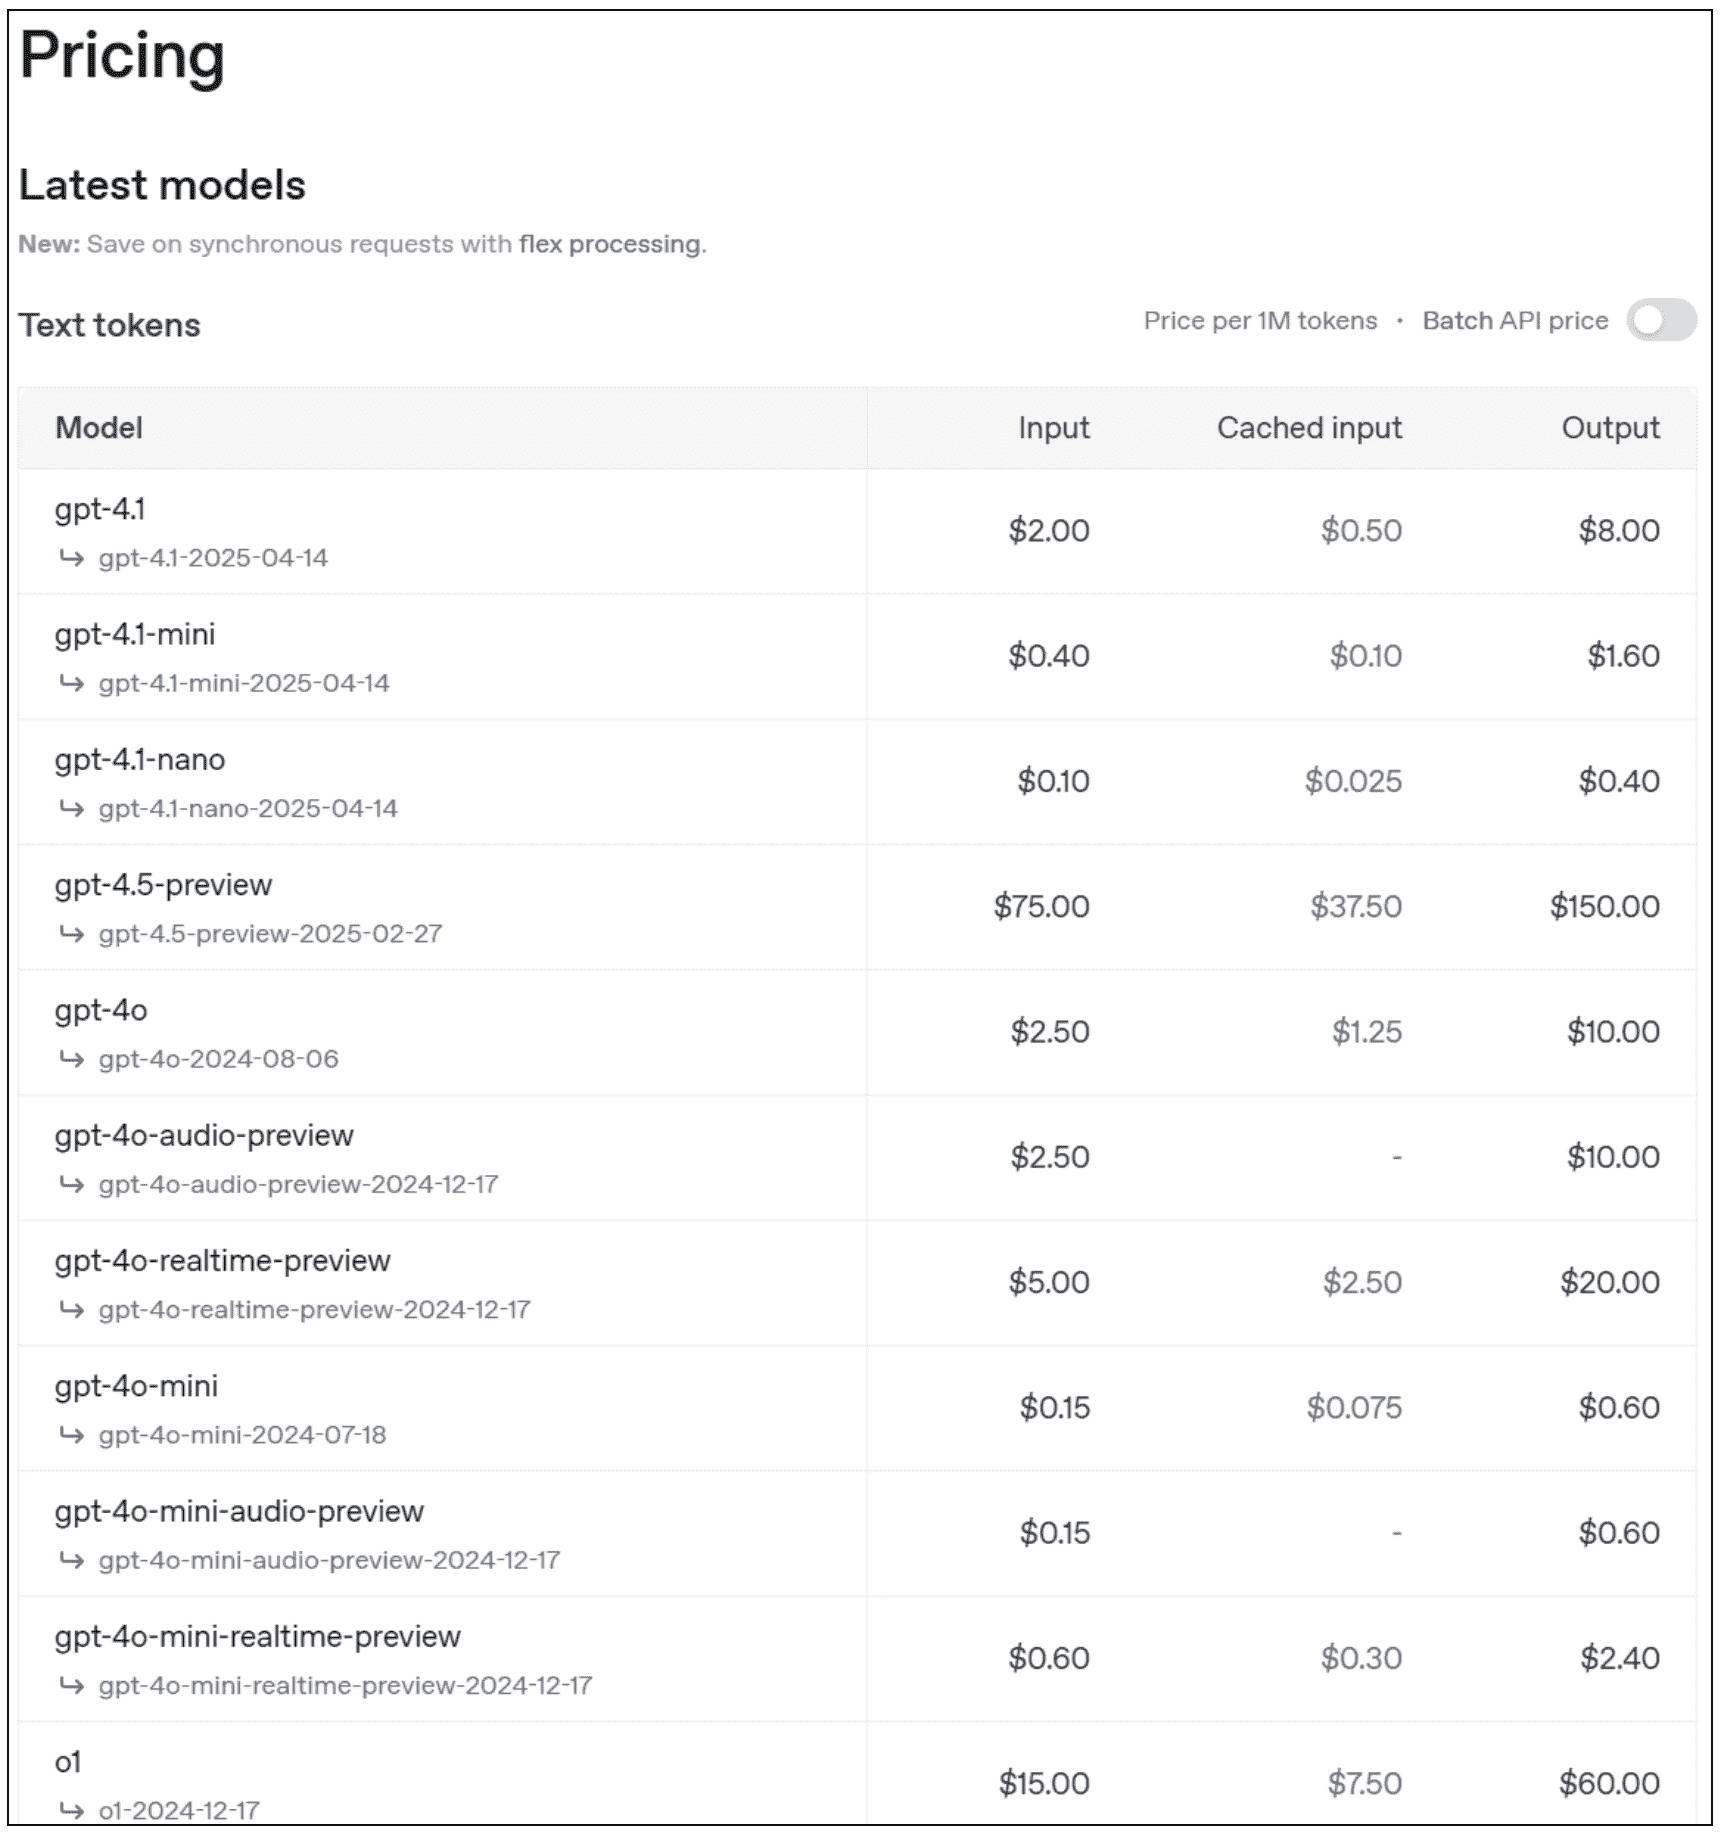 Pricing
Latest models
New: Save on synchronous requests with flex processing.
Text tokens
Price per 1M tokens • Batch API price
Model Input Cached input Output
gpt-4.1
↳ gpt-4.1-2025-04-14
$2.00 $0.50 $8.00
gpt-4.1-mini
↳ gpt-4.1-mini-2025-04-14
$0.40 $0.10 $1.60
gpt-4.1-nano
↳ gpt-4.1-nano-2025-04-14
$0.10 $0.025 $0.40
gpt-4.5-preview
↳ gpt-4.5-preview-2025-02-27
$75.00 $37.50 $150.00
gpt-4o
↳ gpt-4o-2024-08-06
$2.50 $1.25 $10.00
gpt-4o-audio-preview
↳ gpt-4o-audio-preview-2024-12-17
$2.50 - $10.00
gpt-4o-realtime-preview
↳ gpt-4o-realtime-preview-2024-12-17
$5.00 $2.50 $20.00
gpt-4o-mini
↳ gpt-4o-mini-2024-07-18
$0.15 $0.075 $0.60
gpt-4o-mini-audio-preview
↳ gpt-4o-mini-audio-preview-2024-12-17
$0.15 - $0.60
gpt-4o-mini-realtime-preview
↳ gpt-4o-mini-realtime-preview-2024-12-17
$0.60 $0.30 $2.40
o1
↳ o1-2024-12-17
$15.00 $7.50 $60.00